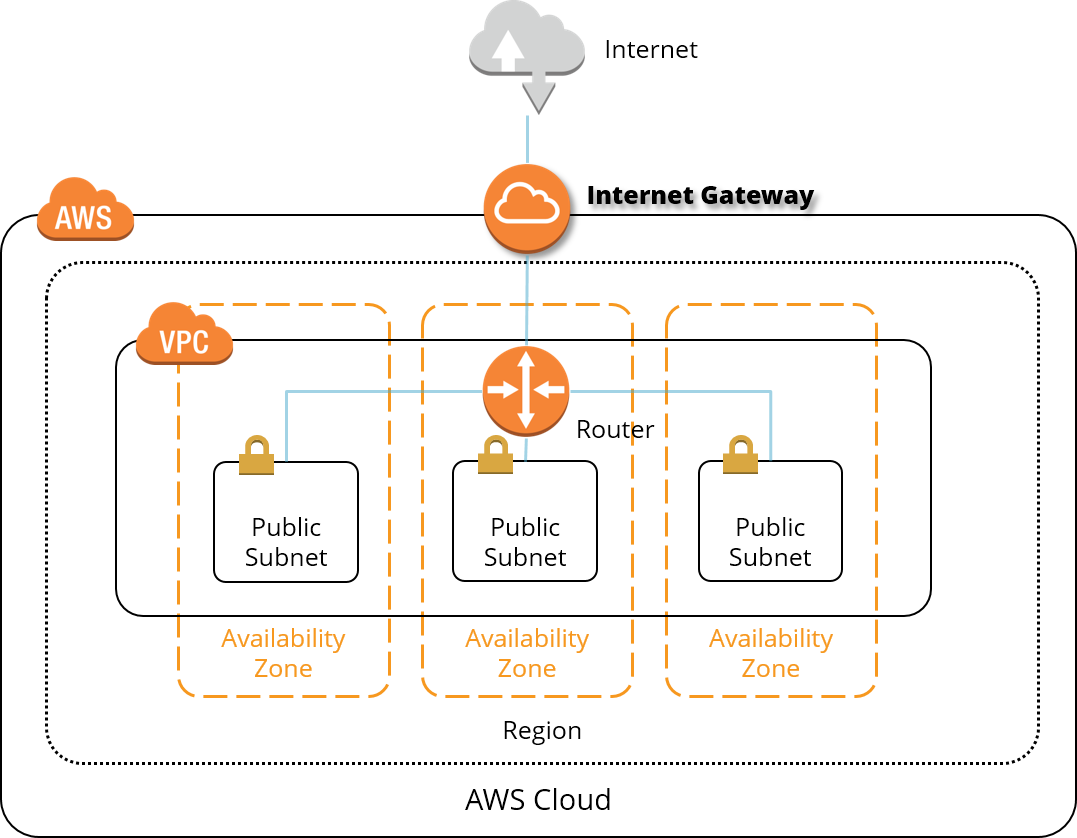 Internet
Internet Gateway
AWS
VPC
Router
Public
Subnet
Public
Subnet
Public
Subnet
Availability
Zone
Availability
Zone
Availability
Zone
Region
AWS Cloud